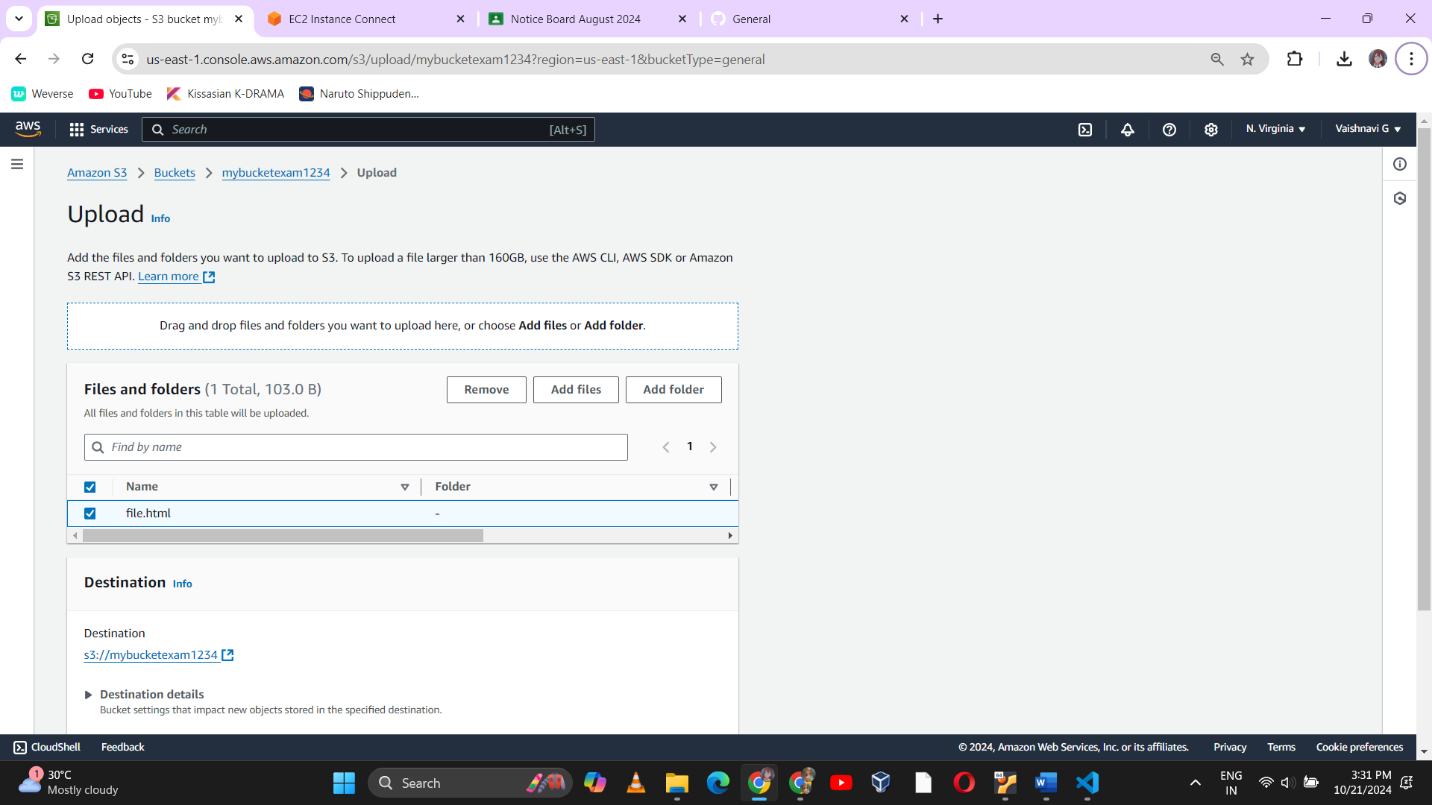 Upload objects - S3 bucket myb
EC2 Instance Connect
Notice Board August 2024
General
us-east-1.console.aws.amazon.com/s3/upload/mybucketexam1234?region=us-east-1&bucketType=general
Weverse
YouTube
Kissasian K-DRAMA
Naruto Shippuden...
aws
Services
Search
[Alt+S]
N. Virginia
Vaishnavi G
Amazon S3
Buckets
mybucketexam1234
Upload
Upload Info
Add the files and folders you want to upload to S3. To upload a file larger than 160GB, use the AWS CLI, AWS SDK or Amazon
S3 REST API. Learn more
Drag and drop files and folders you want to upload here, or choose Add files or Add folder.
Files and folders (1 Total, 103.0 B)
Remove
Add files
Add folder
All files and folders in this table will be uploaded.
Find by name
1
Name
Folder
file.html
-
Destination Info
Destination
s3://mybucketexam1234
Destination details
Bucket settings that impact new objects stored in the specified destination.
CloudShell
Feedback
© 2024, Amazon Web Services, Inc. or its affiliates.
Privacy
Terms
Cookie preferences
1
30°C
Mostly cloudy
Search
ENG
IN
3:31 PM
10/21/2024